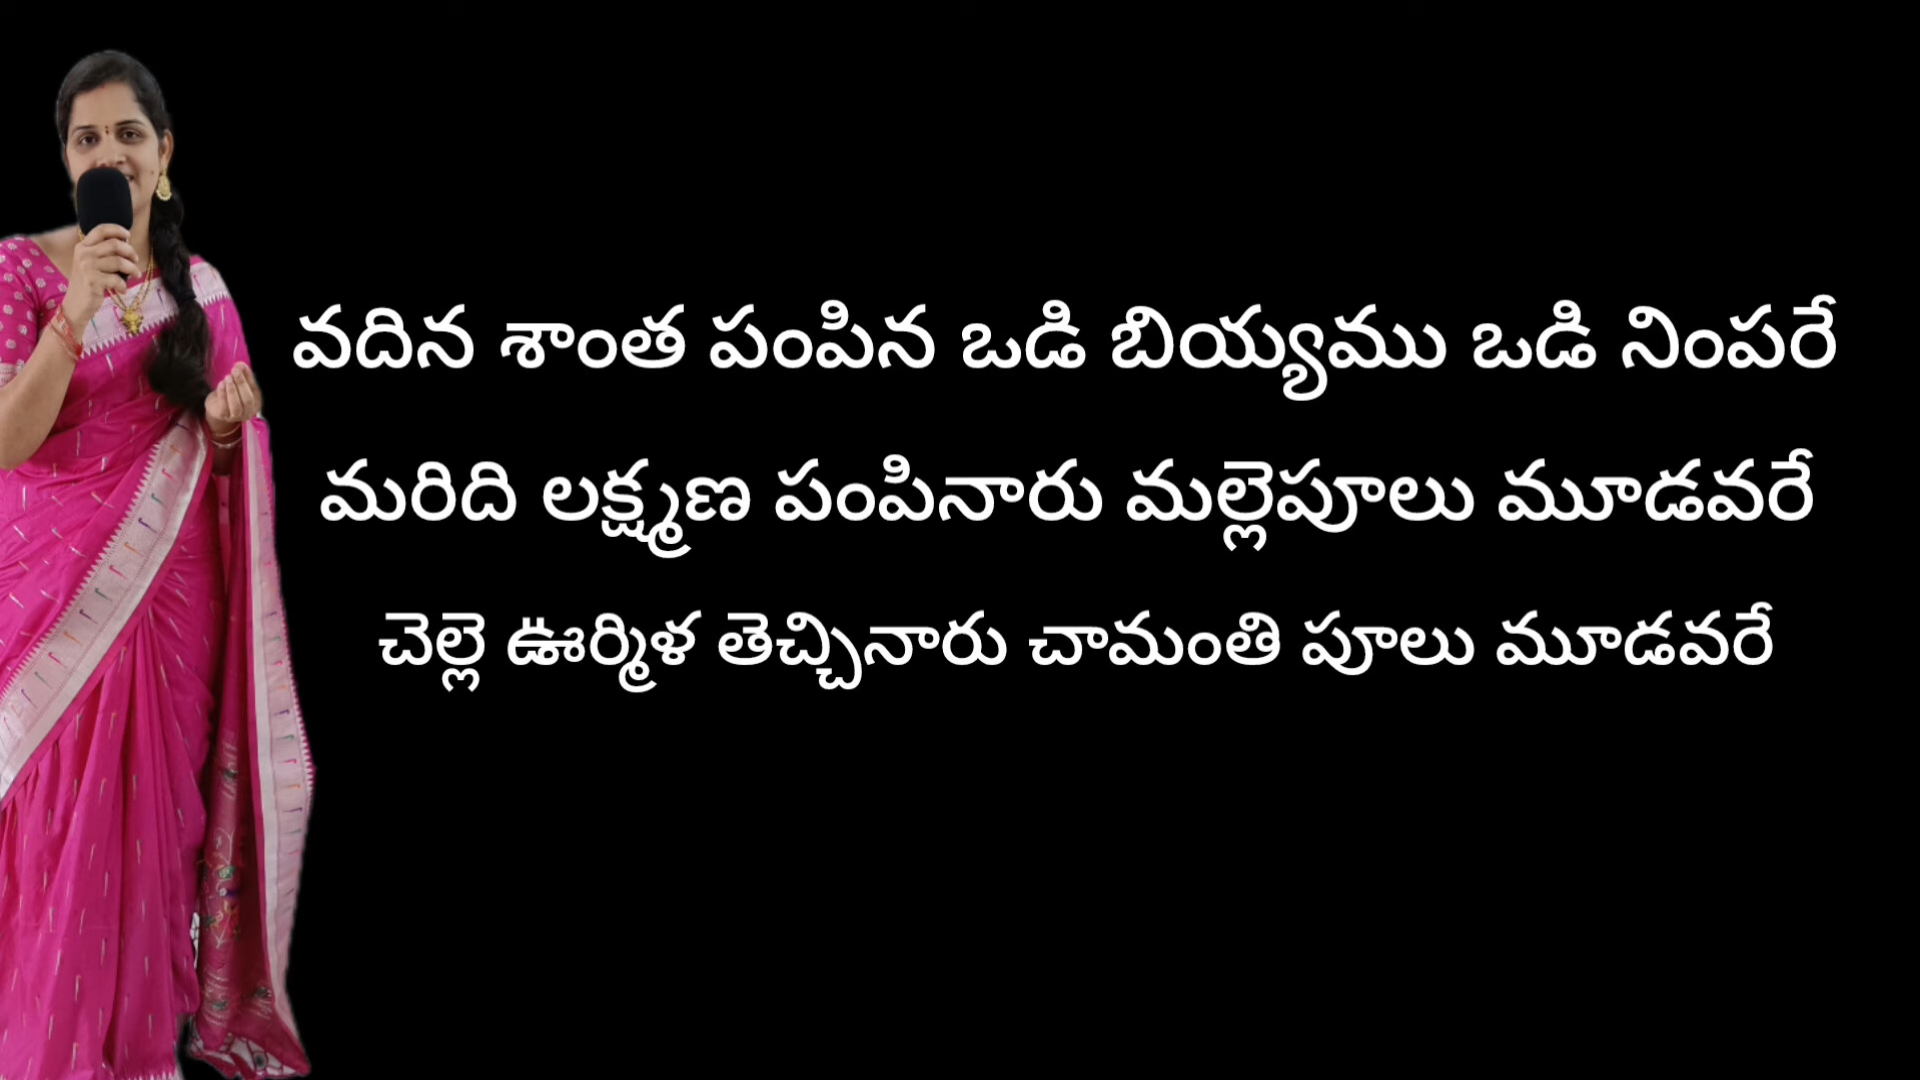 వదిన శాంత పంపిన ఒడి బియ్యము ఒడి నింపరే
మరిది లక్ష్మణ పంపినారు మల్లెపూలు మూడవరే
చెల్లె ఊర్మిళ తెచ్చినారు చామంతి పూలు మూడవరే